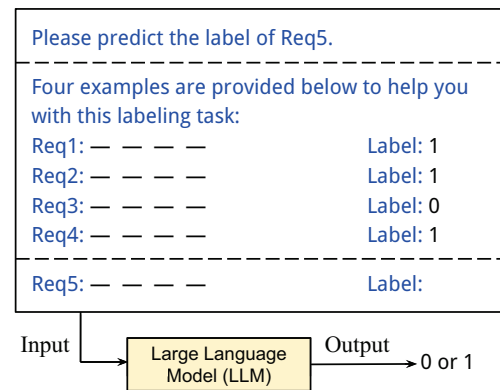 Please predict the label of Req5.
Four examples are provided below to help you
with this labeling task:
Req1: — — — — Label: 1
Req2: — — — — Label: 1
Req3: — — — — Label: 0
Req4: — — — — Label: 1
Req5: — — — — Label:
Input
Large Language
Model (LLM)
Output
0 or 1